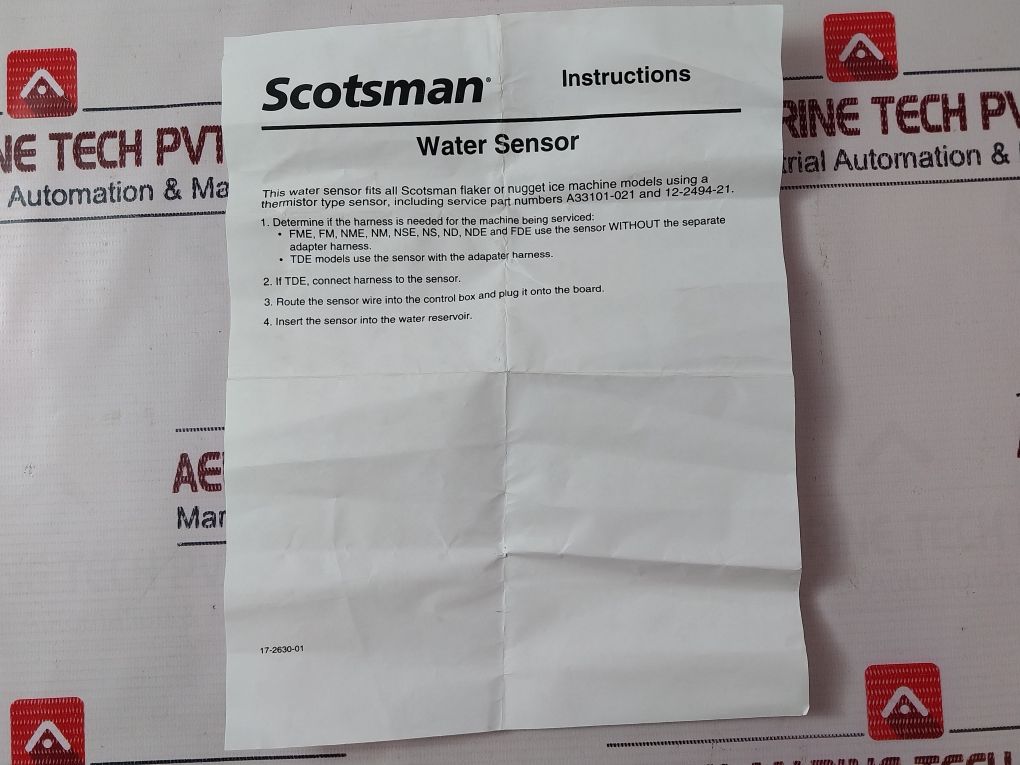 Scotsman®
Instructions
Water Sensor
This water sensor fits all Scotsman flaker or nugget ice machine models using a
thermistor type sensor, including service part numbers A33101-021 and 12-2494-21.
1. Determine if the harness is needed for the machine being serviced:
• FME, FM, NME, NM, NSE, NS, ND, NDE and FDE use the sensor WITHOUT the separate
adapter harness.
• TDE models use the sensor with the adapater harness.
2. If TDE, connect harness to the sensor.
3. Route the sensor wire into the control box and plug it onto the board.
4. Insert the sensor into the water reservoir.
17-2630-01
NE TECH PVT
Automation & Ma
RINE TECH PV
trial Automation &
AE
Mar